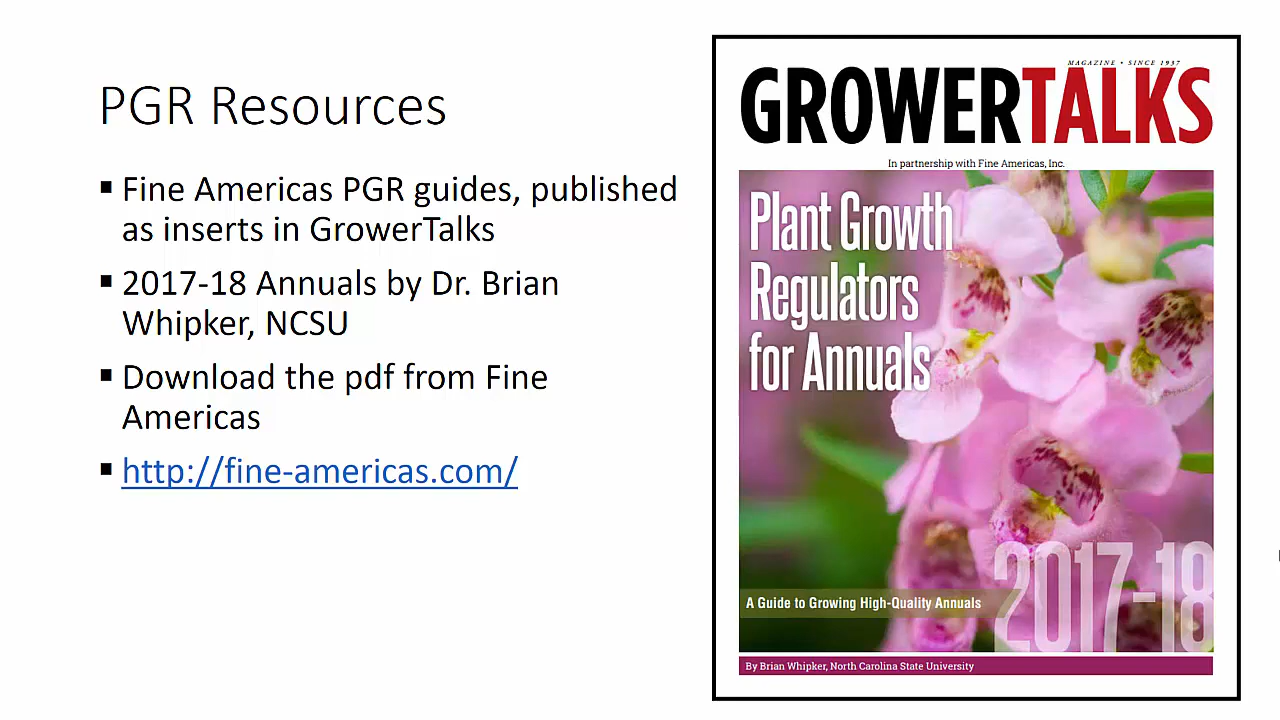 PGR Resources
▪ Fine Americas PGR guides, published
as inserts in GrowerTalks
▪ 2017-18 Annuals by Dr. Brian
Whipker, NCSU
▪ Download the pdf from Fine
Americas
▪ http://fine-americas.com/
MAGAZINE • SINCE 1937
GROWERTALKS
In partnership with Fine Americas, Inc.
Plant Growth
Regulators
for Annuals
2017-18
A Guide to Growing High-Quality Annuals
By Brian Whipker, North Carolina State University